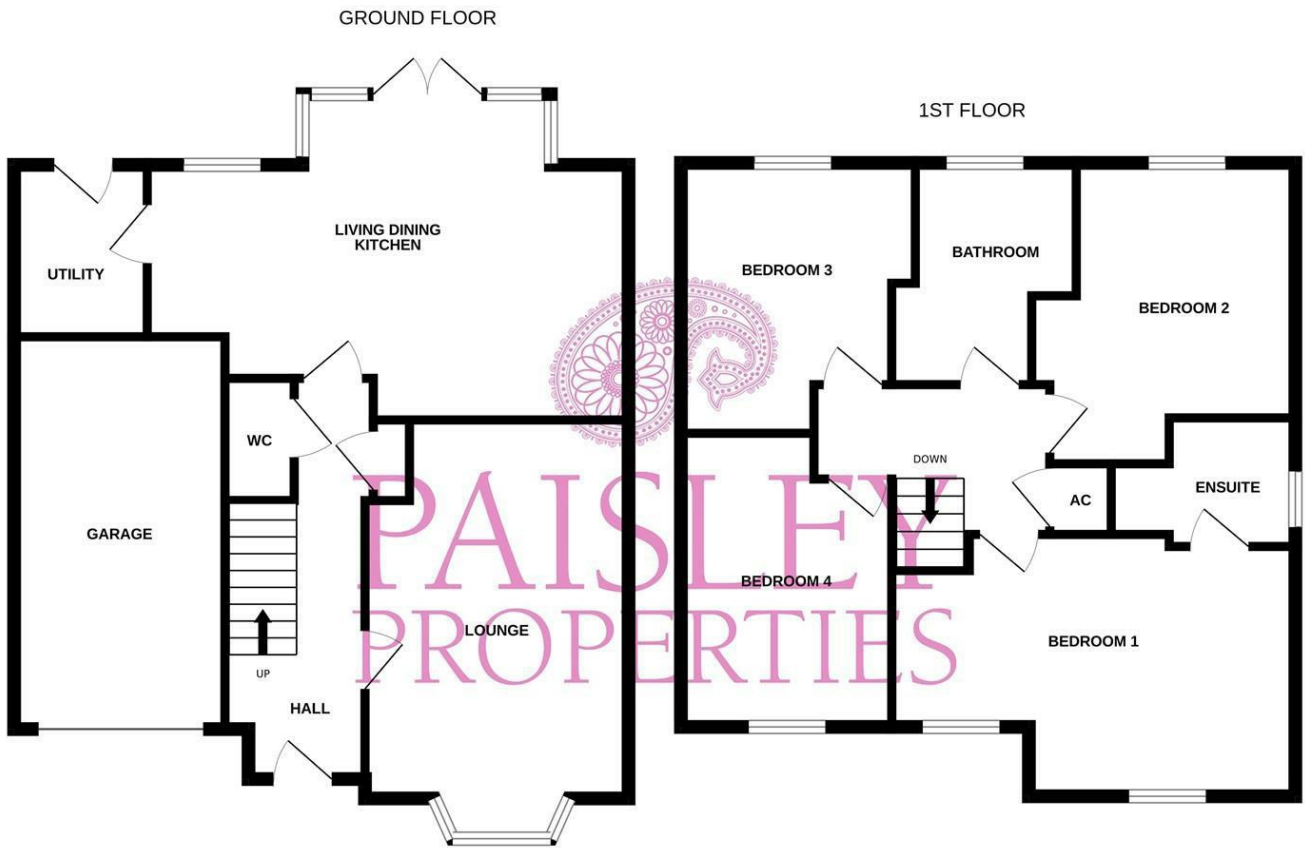 GROUND FLOOR
LIVING DINING
KITCHEN
UTILITY
WC
GARAGE
LOUNGE
UP
HALL
1ST FLOOR
BEDROOM 3
BATHROOM
BEDROOM 2
DOWN
AC
ENSUITE
BEDROOM 4
BEDROOM 1
PAISLEY
PROPERTIES